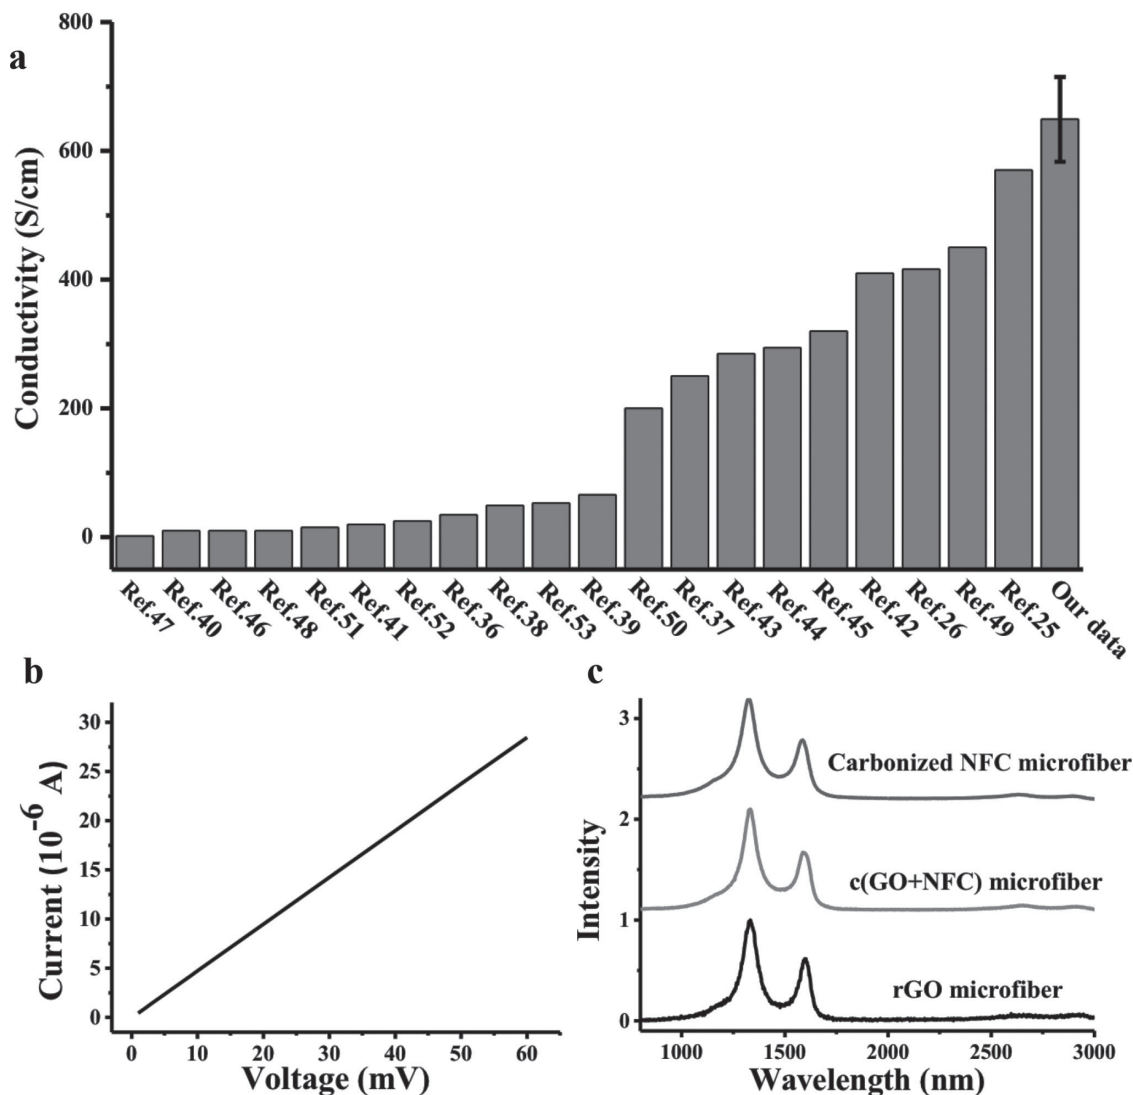 a
800
600
400
200
0
Conductivity (S/cm)
Ref.47
Ref.40
Ref.46
Ref.48
Ref.51
Ref.41
Ref.52
Ref.36
Ref.38
Ref.53
Ref.39
Ref.50
Ref.37
Ref.43
Ref.44
Ref.45
Ref.42
Ref.26
Ref.49
Ref.25
Our data
b
30
25
20
15
10
5
0
Current (10⁻⁶ A)
0 10 20 30 40 50 60
Voltage (mV)
c
3
2
1
0
Intensity
Carbonized NFC microfiber
c(GO+NFC) microfiber
rGO microfiber
1000 1500 2000 2500 3000
Wavelength (nm)